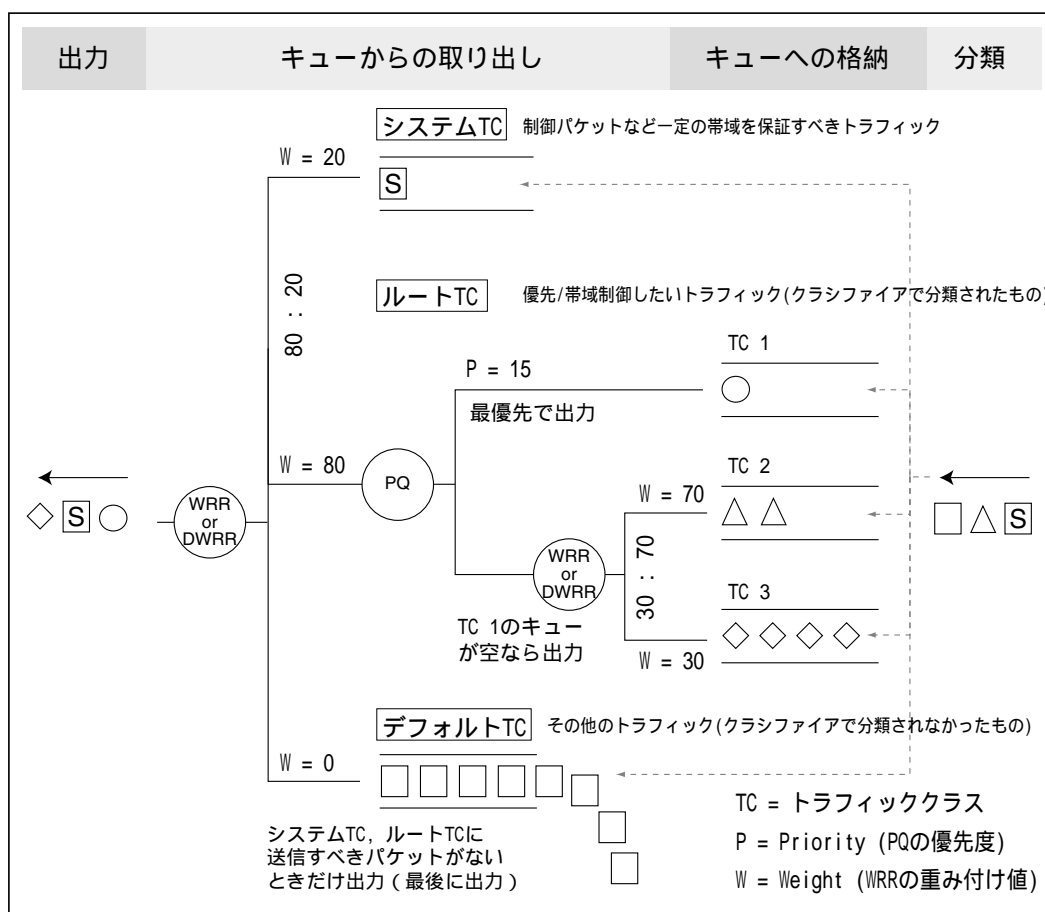 出力
キューからの取り出し
キューへの格納
分類
システムTC
制御パケットなど一定の帯域を保証すべきトラフィック
W = 20
S
80 : 20
ルートTC
優先/帯域制御したいトラフィック(クラシファイアで分類されたもの)
TC 1
P = 15
最優先で出力
W = 80
PQ
TC 2
W = 70
S
WRR
or
DWRR
S
WRR
or
DWRR
30 : 70
TC 3
TC 1のキュー
が空なら出力
W = 30
デフォルトTC
その他のトラフィック(クラシファイアで分類されなかったもの)
W = 0
システムTC, ルートTCに
送信すべきパケットがない
ときだけ出力(最後に出力)
TC = トラフィッククラス
P = Priority (PQの優先度)
W = Weight (WRRの重み付け値)